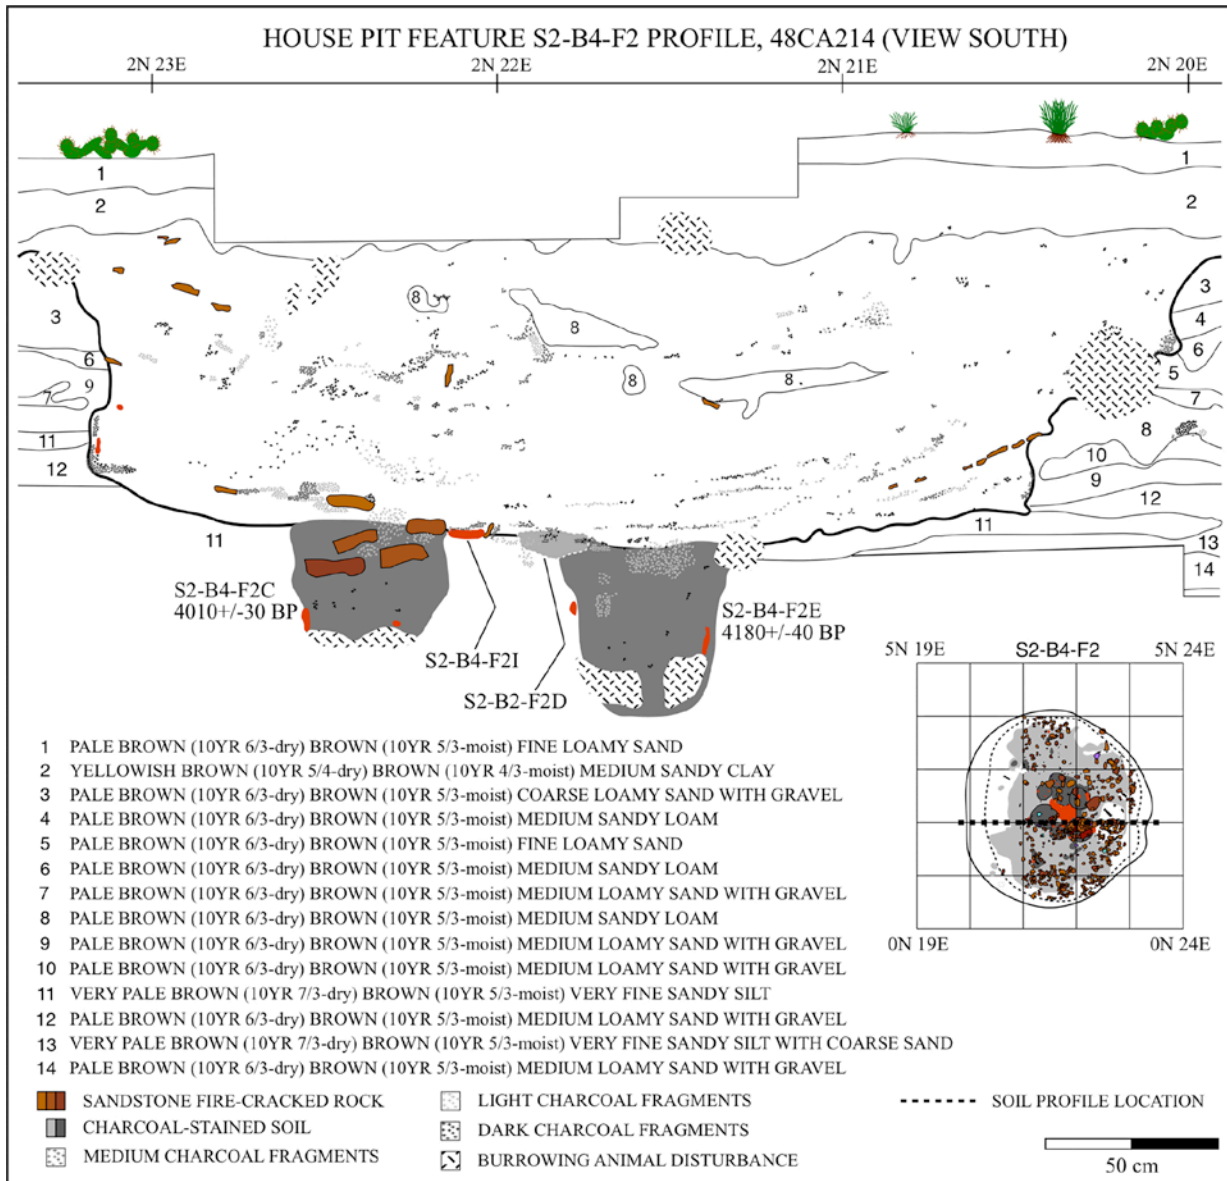 HOUSE PIT FEATURE S2-B4-F2 PROFILE, 48CA214 (VIEW SOUTH)
2N 23E 2N 22E 2N 21E 2N 20E
1
1
2
2
3
3
8
4
8
6
6
5
9
8
8
7
7
8
11
10
12
9
12
11
11
13
14
S2-B4-F2C
4010+/-30 BP
S2-B4-F2E
4180+/-40 BP
S2-B4-F2I
S2-B2-F2D
5N 19E S2-B4-F2 5N 24E
0N 19E 0N 24E
1 PALE BROWN (10YR 6/3-dry) BROWN (10YR 5/3-moist) FINE LOAMY SAND
2 YELLOWISH BROWN (10YR 5/4-dry) BROWN (10YR 4/3-moist) MEDIUM SANDY CLAY
3 PALE BROWN (10YR 6/3-dry) BROWN (10YR 5/3-moist) COARSE LOAMY SAND WITH GRAVEL
4 PALE BROWN (10YR 6/3-dry) BROWN (10YR 5/3-moist) MEDIUM SANDY LOAM
5 PALE BROWN (10YR 6/3-dry) BROWN (10YR 5/3-moist) FINE LOAMY SAND
6 PALE BROWN (10YR 6/3-dry) BROWN (10YR 5/3-moist) MEDIUM SANDY LOAM
7 PALE BROWN (10YR 6/3-dry) BROWN (10YR 5/3-moist) MEDIUM LOAMY SAND WITH GRAVEL
8 PALE BROWN (10YR 6/3-dry) BROWN (10YR 5/3-moist) MEDIUM SANDY LOAM
9 PALE BROWN (10YR 6/3-dry) BROWN (10YR 5/3-moist) MEDIUM LOAMY SAND WITH GRAVEL
10 PALE BROWN (10YR 6/3-dry) BROWN (10YR 5/3-moist) MEDIUM LOAMY SAND WITH GRAVEL
11 VERY PALE BROWN (10YR 7/3-dry) BROWN (10YR 5/3-moist) VERY FINE SANDY SILT
12 PALE BROWN (10YR 6/3-dry) BROWN (10YR 5/3-moist) MEDIUM LOAMY SAND WITH GRAVEL
13 VERY PALE BROWN (10YR 7/3-dry) BROWN (10YR 5/3-moist) VERY FINE SANDY SILT WITH COARSE SAND
14 PALE BROWN (10YR 6/3-dry) BROWN (10YR 5/3-moist) MEDIUM LOAMY SAND WITH GRAVEL
SANDSTONE FIRE-CRACKED ROCK
CHARCOAL-STAINED SOIL
MEDIUM CHARCOAL FRAGMENTS
LIGHT CHARCOAL FRAGMENTS
DARK CHARCOAL FRAGMENTS
BURROWING ANIMAL DISTURBANCE
SOIL PROFILE LOCATION
50 cm